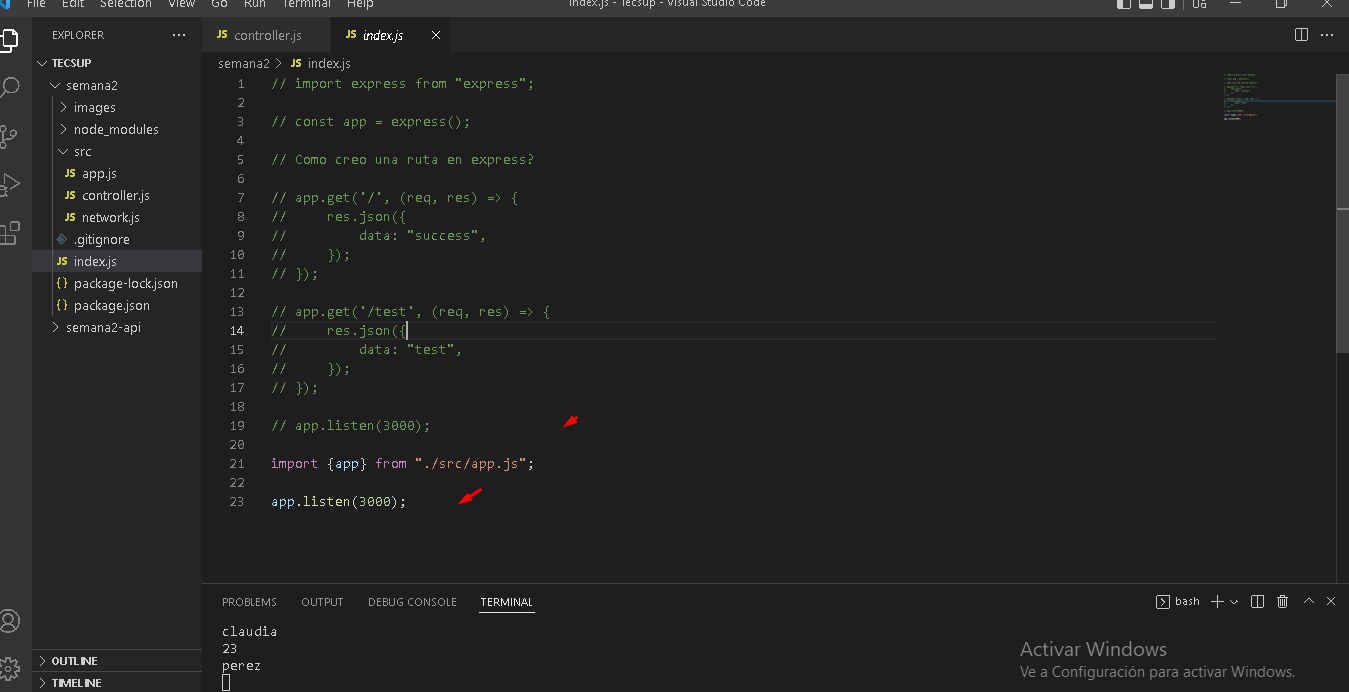 File Edit Selection View Go Run Terminal Help
index.js - Tecsup - Visual Studio Code
EXPLORER
TECSUP
semana2
images
node_modules
src
JS app.js
JS controller.js
JS network.js
.gitignore
JS index.js
{} package-lock.json
{} package.json
semana2-api
OUTLINE
TIMELINE
JS controller.js
JS index.js
semana2 > JS index.js
1 // import express from "express";
2
3 // const app = express();
4
5 // Como creo una ruta en express?
6
7 // app.get('/', (req, res) => {
8 //     res.json({
9 //         data: "success",
10 //     });
11 // });
12
13 // app.get('/test', (req, res) => {
14 //     res.json({
15 //         data: "test",
16 //     });
17 // });
18
19 // app.listen(3000);
20
21 import {app} from "./src/app.js";
22
23 app.listen(3000);
PROBLEMS OUTPUT DEBUG CONSOLE TERMINAL
bash
claudia
23
perez
Activar Windows
Ve a Configuración para activar Windows.